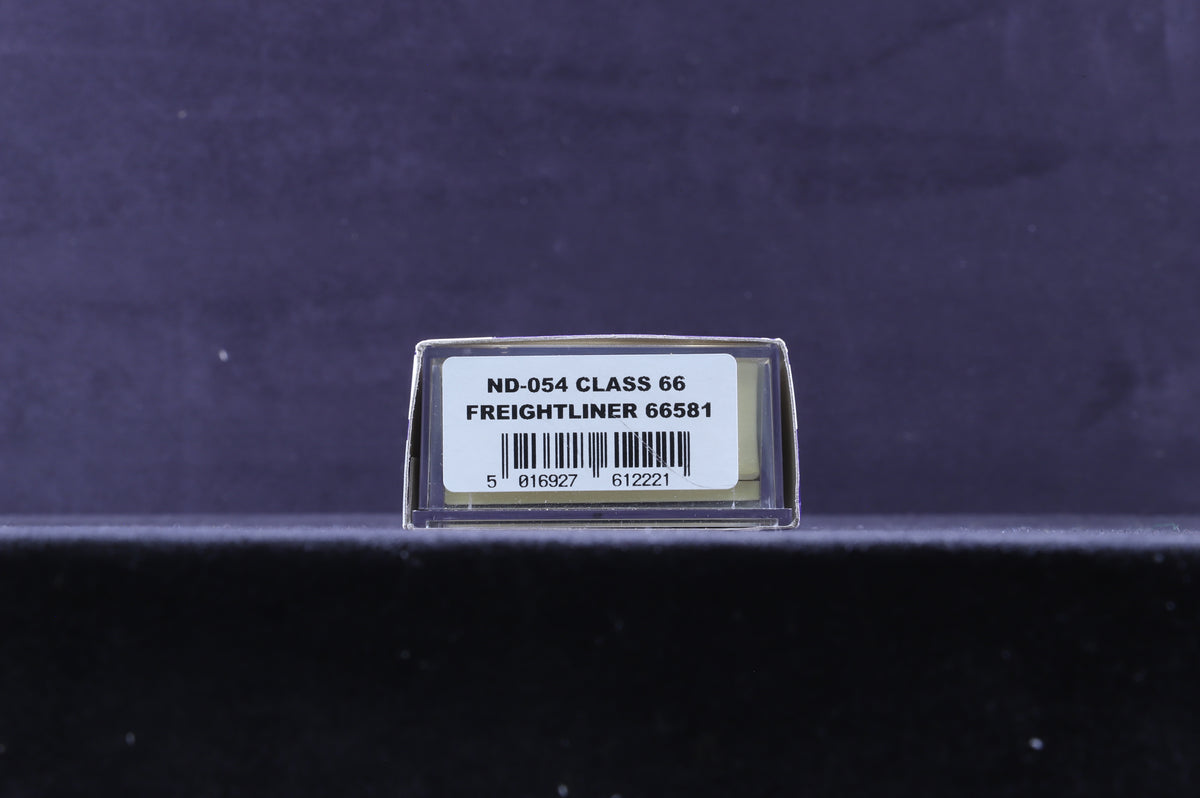 ND-054 CLASS 66
FREIGHTLINER 66581
5 016927 612221